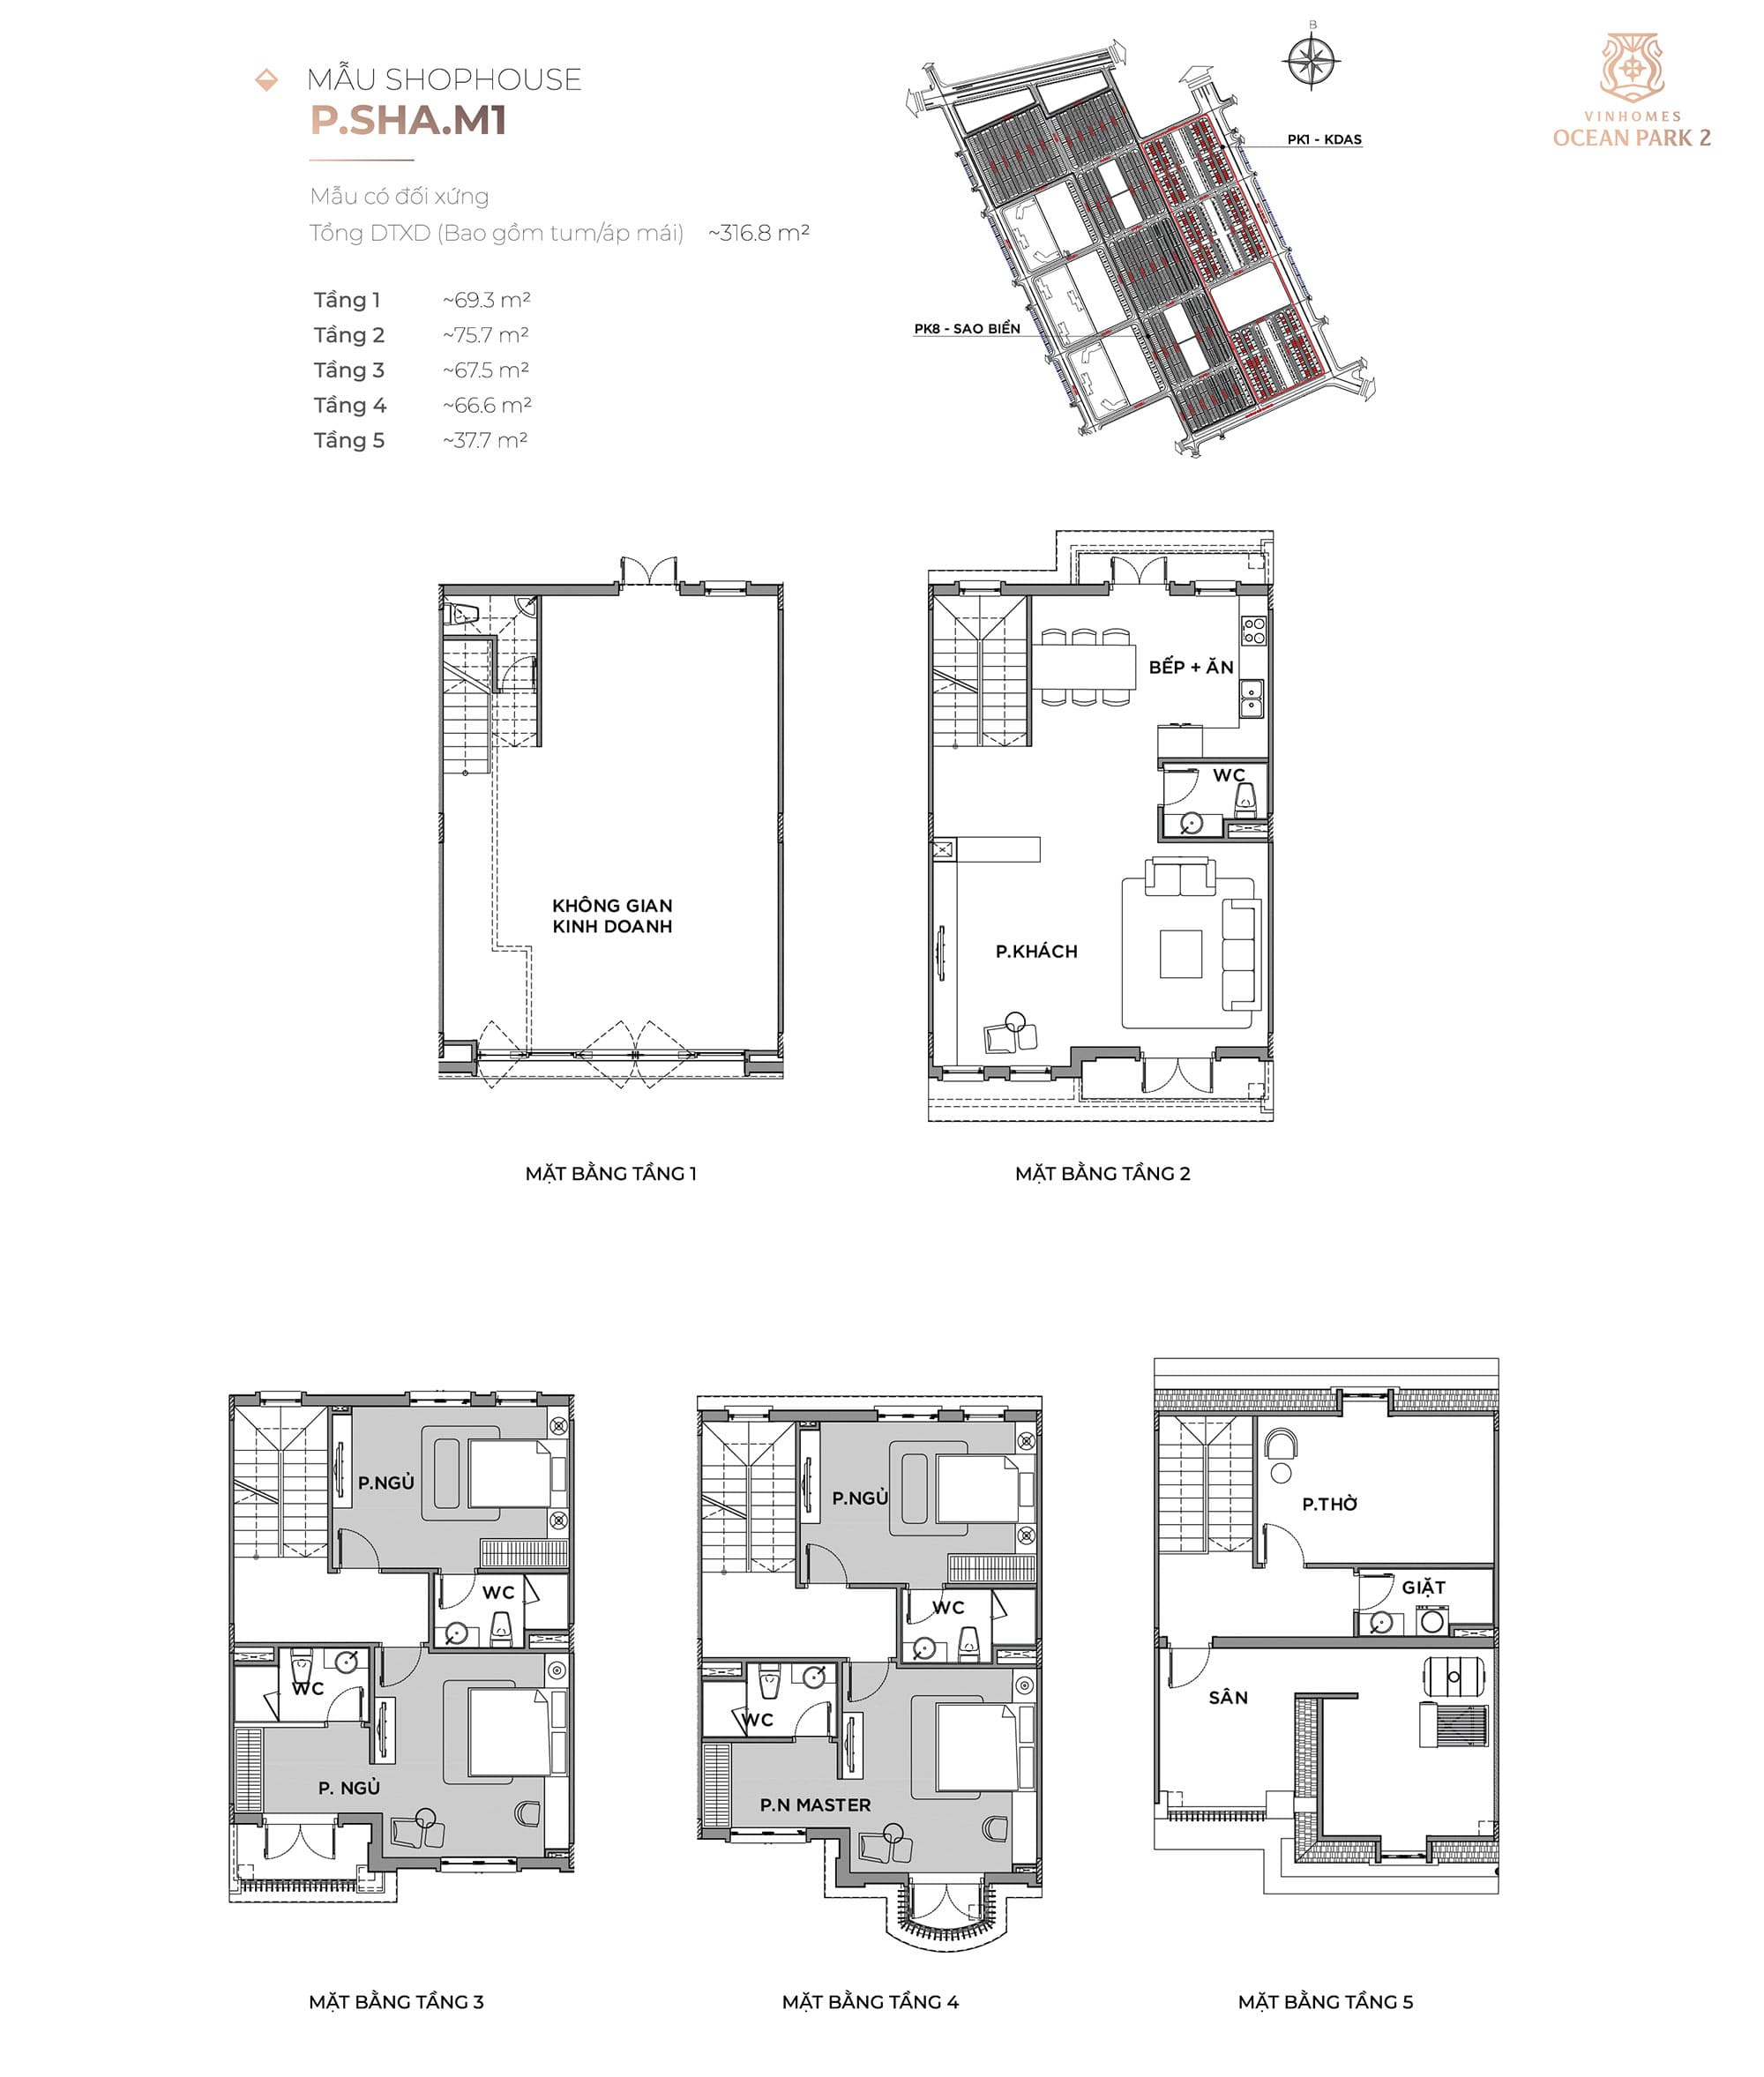 MẪU SHOPHOUSE
P.SHA.M1
Mẫu có đối xứng
Tổng DTXD (Bao gồm tum/áp mái) ~316.8 m²
Tầng 1 ~69.3 m²
Tầng 2 ~75.7 m²
Tầng 3 ~67.5 m²
Tầng 4 ~66.6 m²
Tầng 5 ~37.7 m²
B
PK1 - KDAS
PK8 - SAO BIỂN
VINHOMES
OCEAN PARK 2
KHÔNG GIAN
KINH DOANH
MẶT BẰNG TẦNG 1
BẾP + ĂN
WC
P.KHÁCH
MẶT BẰNG TẦNG 2
P.NGỦ
WC
WC
P. NGỦ
MẶT BẰNG TẦNG 3
P.NGỦ
WC
WC
P.N MASTER
MẶT BẰNG TẦNG 4
P.THỜ
GIẶT
SÂN
MẶT BẰNG TẦNG 5